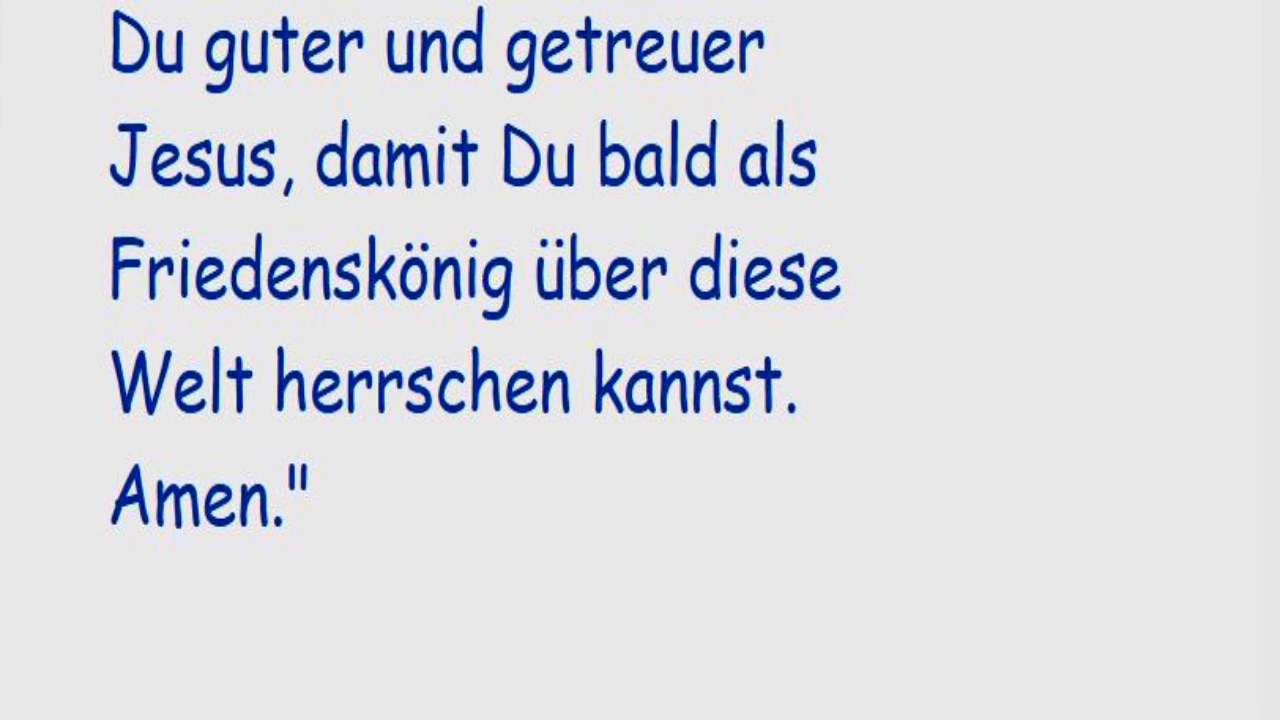 Du guter und getreuer
Jesus, damit Du bald als
Friedenskönig über diese
Welt herrschen kannst.
Amen."